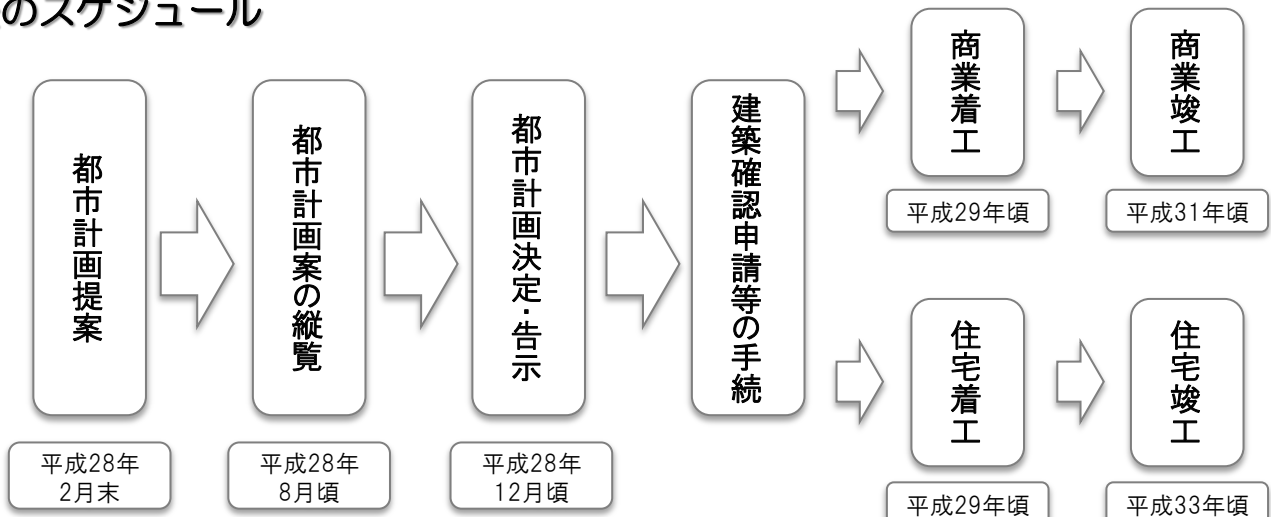 のスケジュール
都市計画提案
平成28年
2月末
都市計画案の縦覧
平成28年
8月頃
都市計画決定・告示
平成28年
12月頃
建築確認申請等の手続
商業着工
平成29年頃
商業竣工
平成31年頃
住宅着工
平成29年頃
住宅竣工
平成33年頃